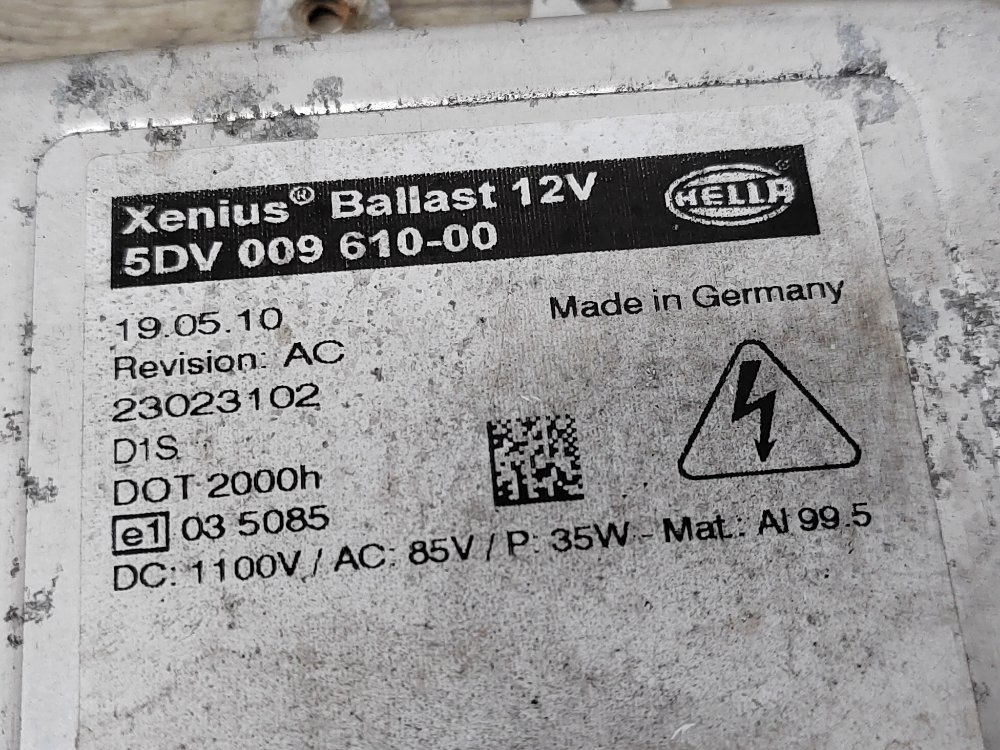 Xenius® Ballast 12V
5DV 009 610-00
HELLA
19.05.10
Made in Germany
Revision: AC
23023102
D1S
DOT 2000h
e1 03 5085
DC: 1100V / AC: 85V / P: 35W - Mat.: Al 99.5